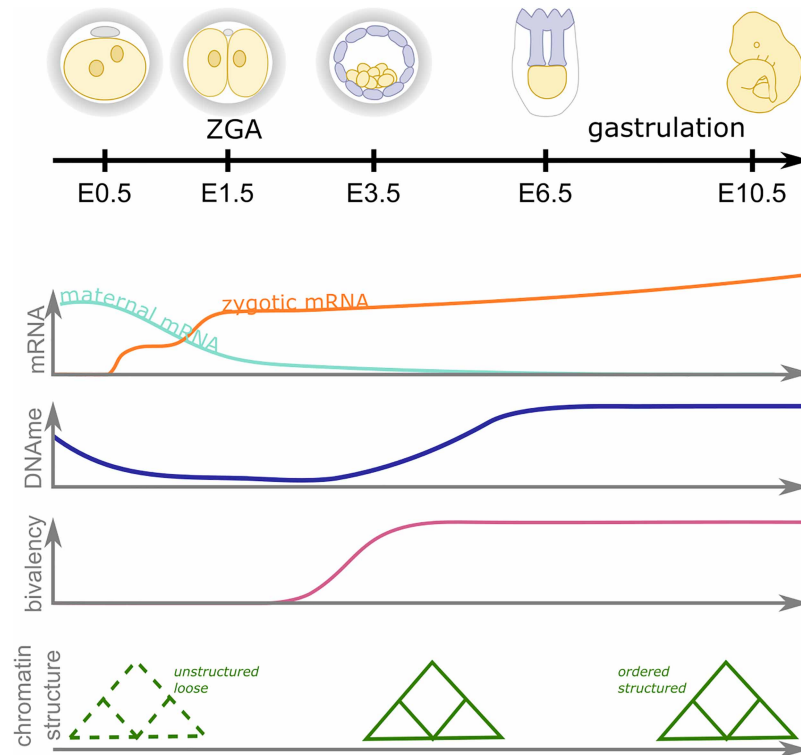 ZGA
gastrulation
E0.5
E1.5
E3.5
E6.5
E10.5
mRNA
maternal mRNA
zygotic mRNA
DNAme
bivalency
chromatin
structure
unstructured
loose
ordered
structured